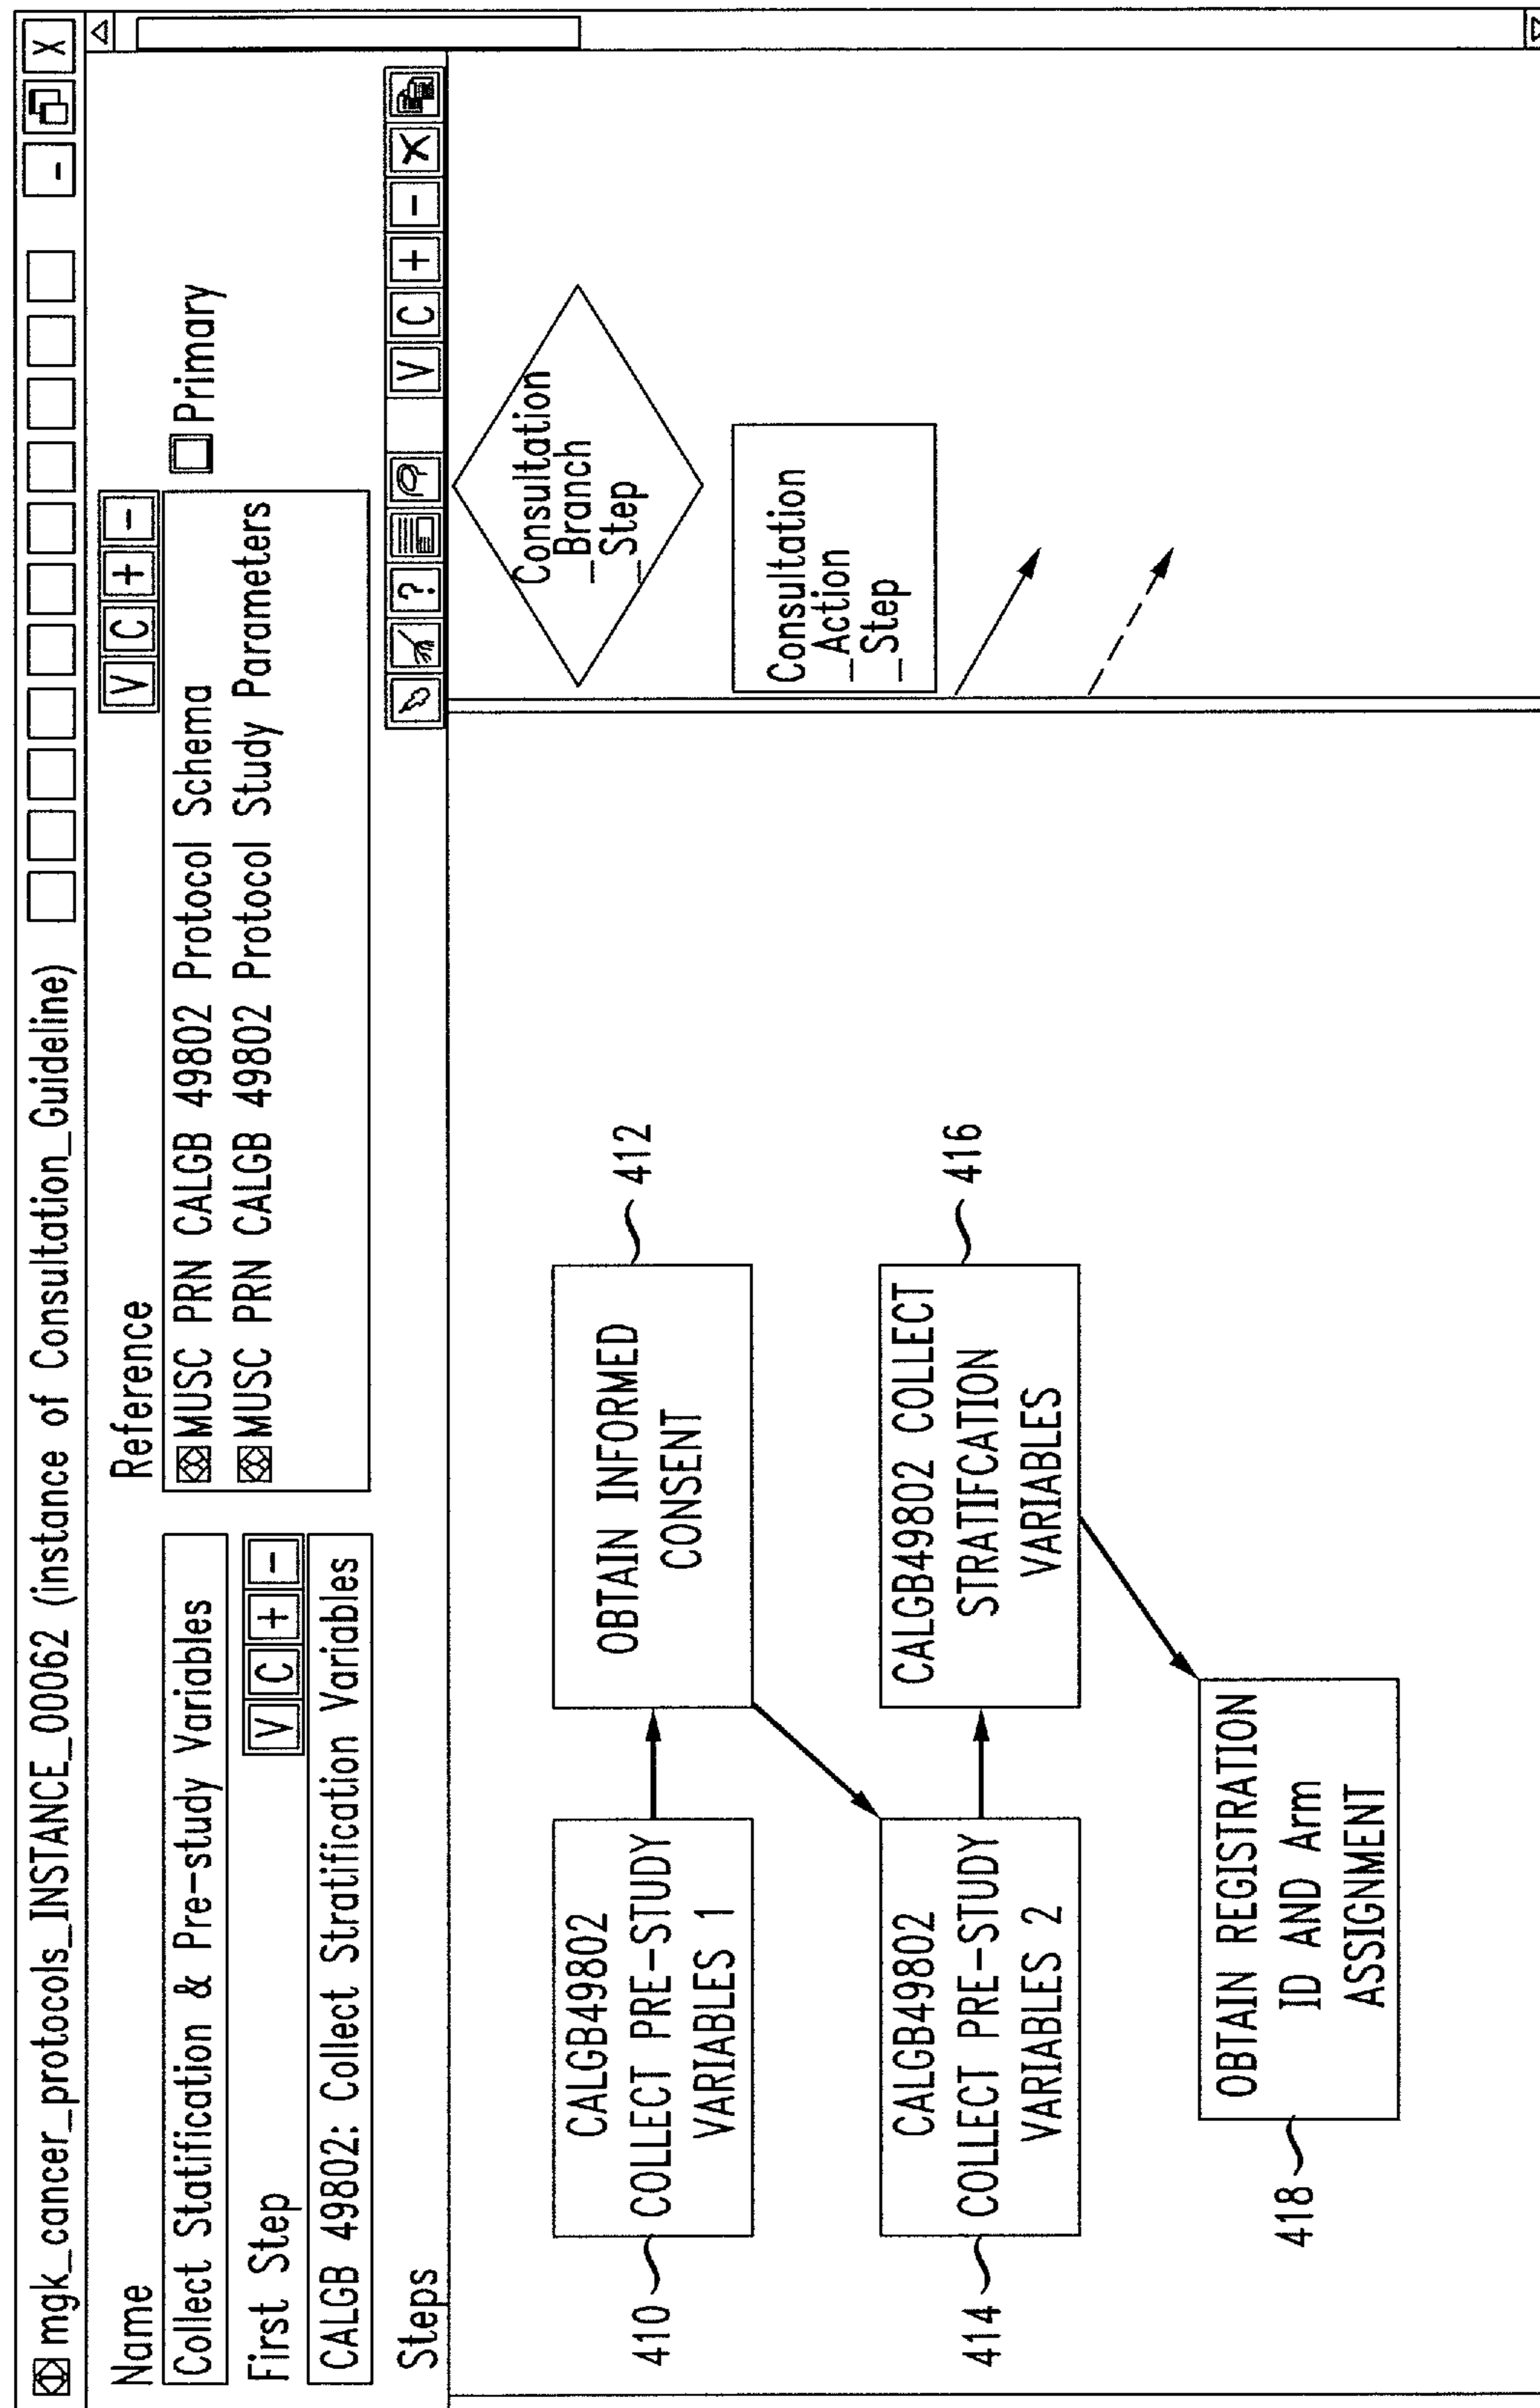 mgk_cancer_protocols_INSTANCE_00062 (instance of Consultation_Guideline)
- X
Name
Collect Statification & Pre-study Variables
First Step
V C + -
CALGB 49802: Collect Stratification Variables
Reference
V C + -
MUSC PRN CALGB 49802 Protocol Schema
MUSC PRN CALGB 49802 Protocol Study Parameters
Primary
Steps
? V C + - X
410
CALGB49802
COLLECT PRE-STUDY
VARIABLES 1
OBTAIN INFORMED
CONSENT
412
414
CALGB49802
COLLECT PRE-STUDY
VARIABLES 2
CALGB49802 COLLECT
STRATIFCATION
VARIABLES
416
418
OBTAIN REGISTRATION
ID AND Arm
ASSIGNMENT
Consultation
_Branch
_Step
Consultation
_Action
_Step